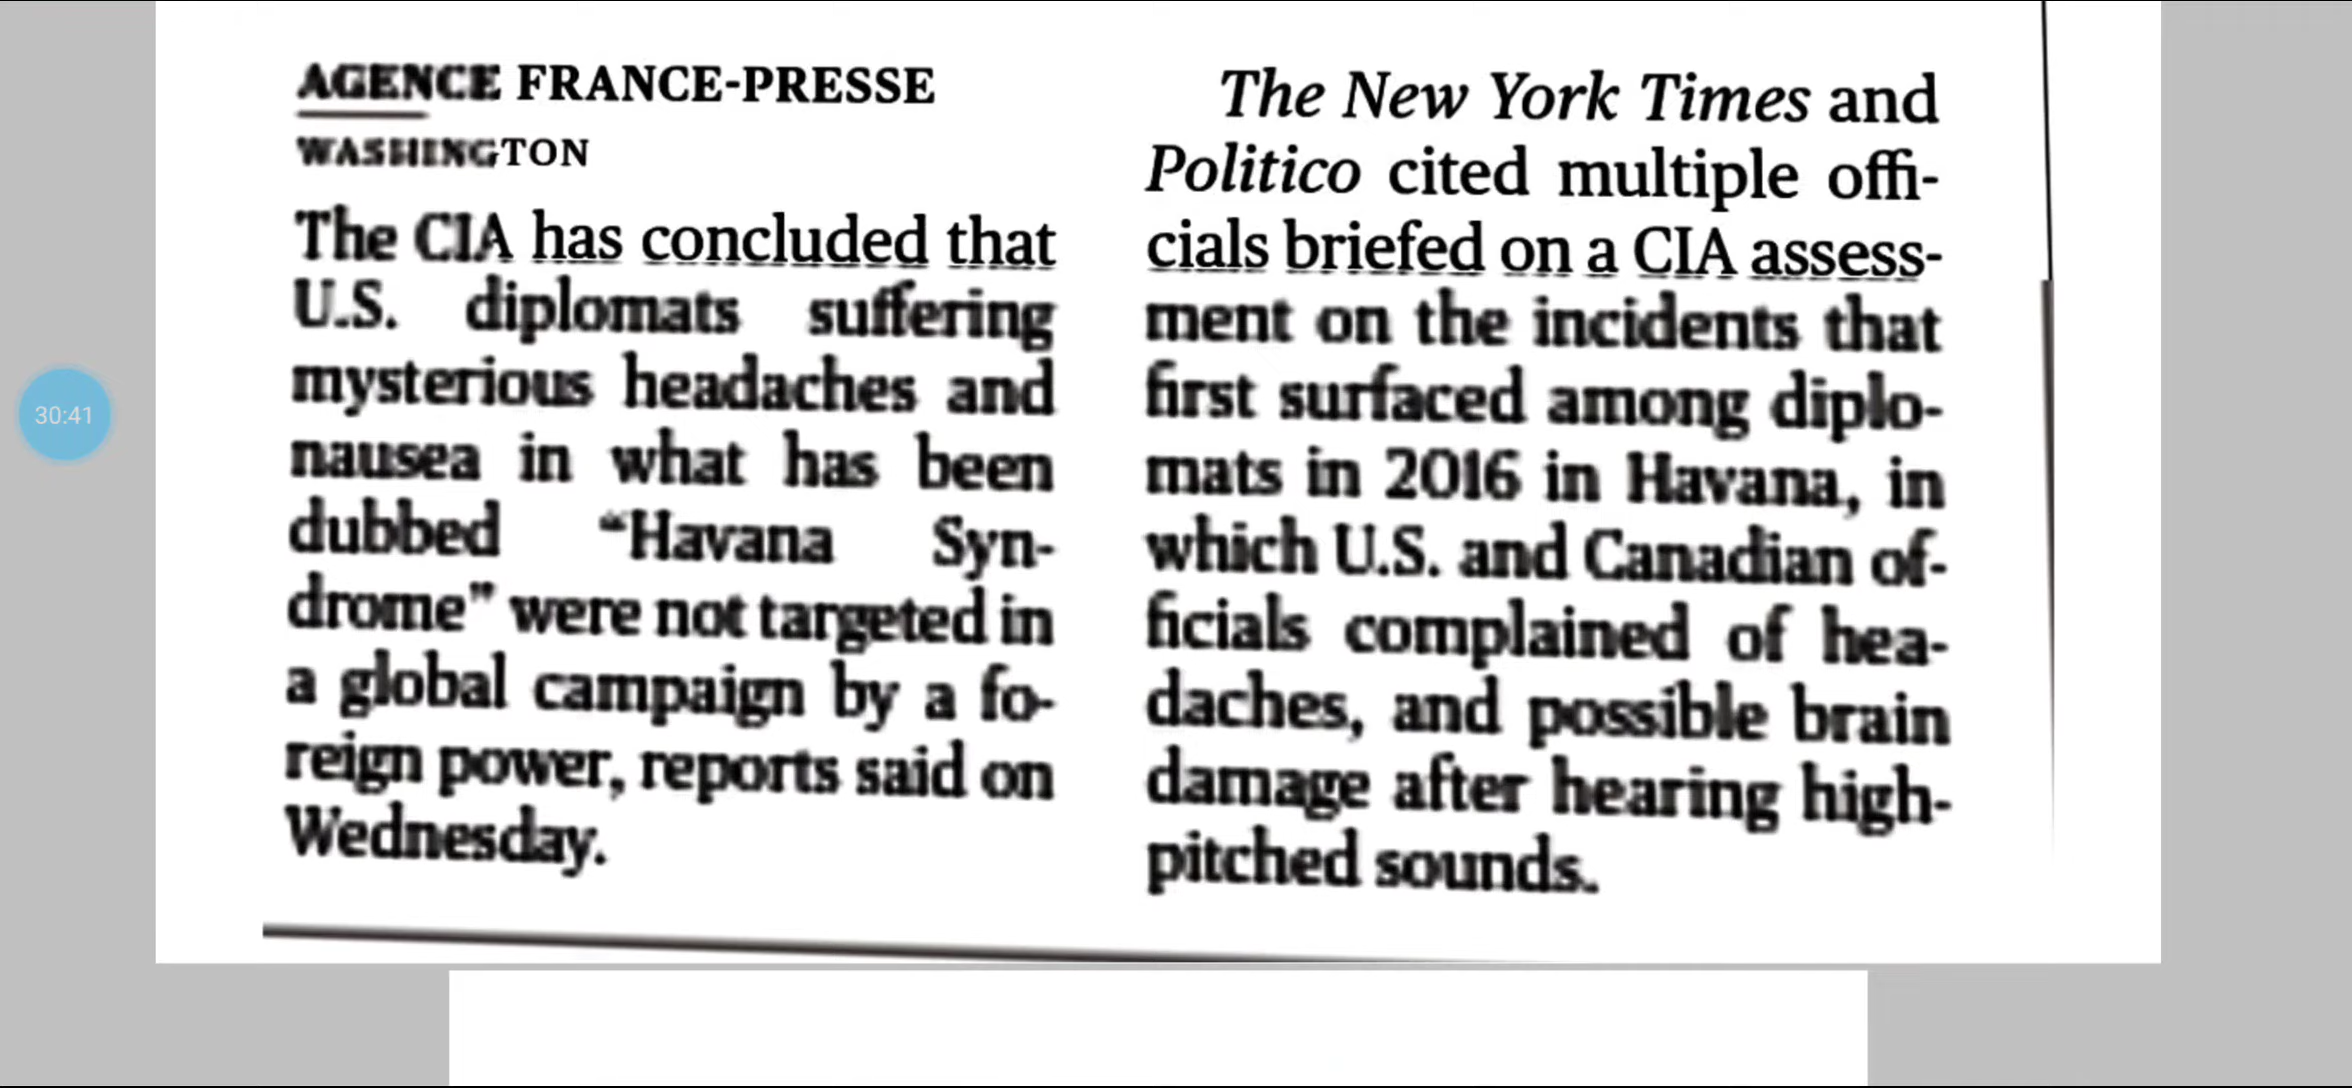 AGENCE FRANCE-PRESSE
WASHINGTON
The CIA has concluded that
U.S. diplomats suffering
mysterious headaches and
nausea in what has been
dubbed “Havana Syn-
drome” were not targeted in
a global campaign by a fo-
reign power, reports said on
Wednesday.
The New York Times and
Politico cited multiple offi-
cials briefed on a CIA assess-
ment on the incidents that
first surfaced among diplo-
mats in 2016 in Havana, in
which U.S. and Canadian of-
ficials complained of hea-
daches, and possible brain
damage after hearing high-
pitched sounds.
30:41